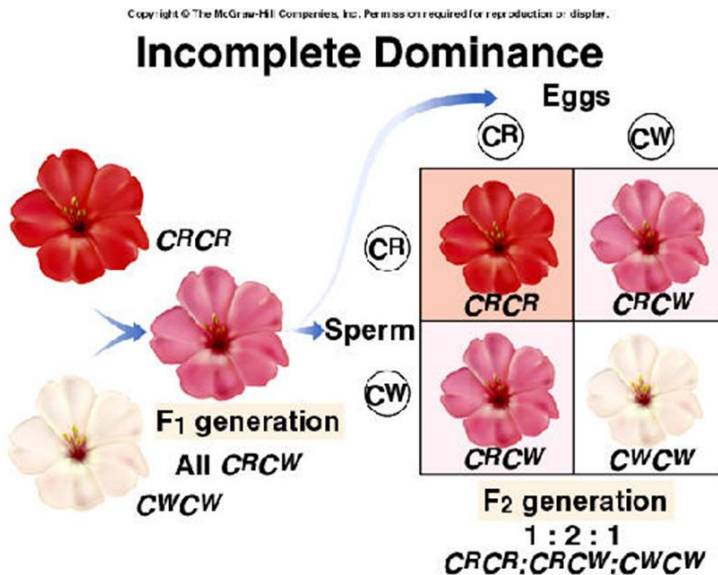 Copyright © The McGraw-Hill Companies, Inc. Permission required for reproduction or display.
Incomplete Dominance
Eggs
CR
CW
CRCR
CR
CRCR
CRCW
Sperm
CW
F1 generation
All CRCW
CWCW
CRCW
CWCW
F2 generation
1 : 2 : 1
CRCR:CRCW:CWCW